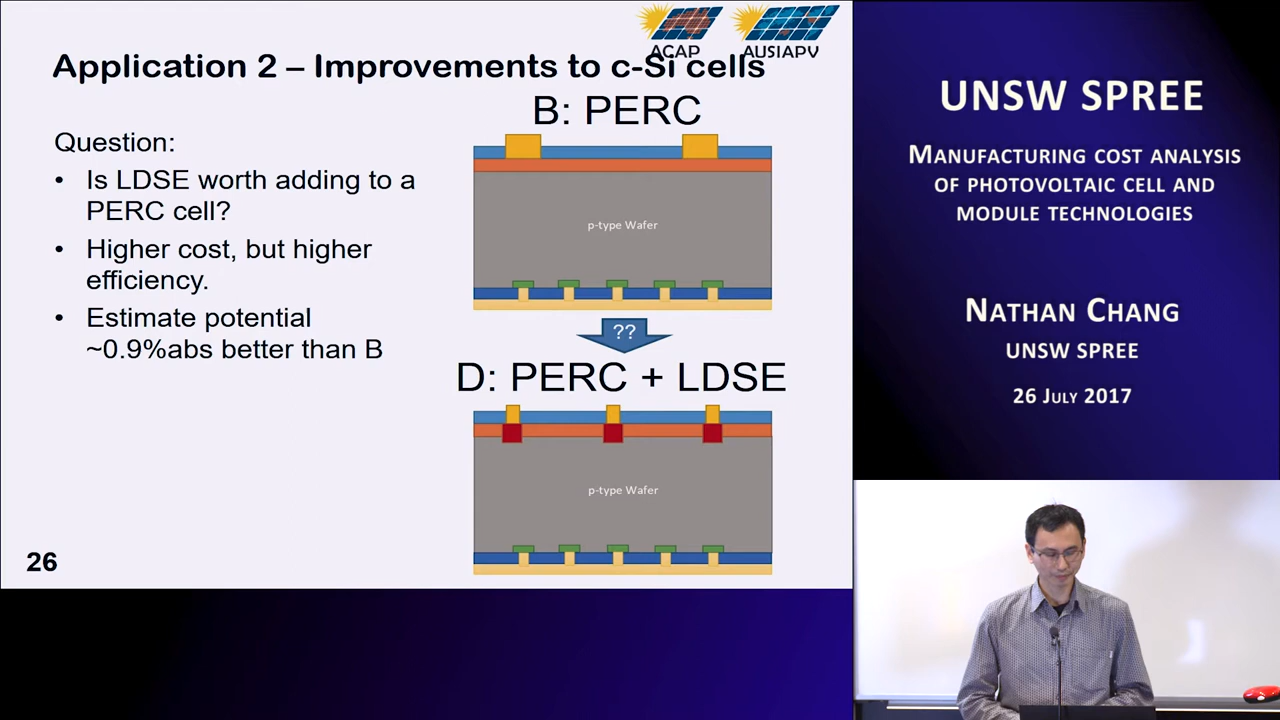 ACAP
AUSIAPV
Application 2 – Improvements to c-Si cells
Question:
• Is LDSE worth adding to a
PERC cell?
• Higher cost, but higher
efficiency.
• Estimate potential
~0.9%abs better than B
B: PERC
p-type Wafer
??
D: PERC + LDSE
p-type Wafer
26
UNSW SPREE
MANUFACTURING COST ANALYSIS
OF PHOTOVOLTAIC CELL AND
MODULE TECHNOLOGIES
NATHAN CHANG
UNSW SPREE
26 JULY 2017